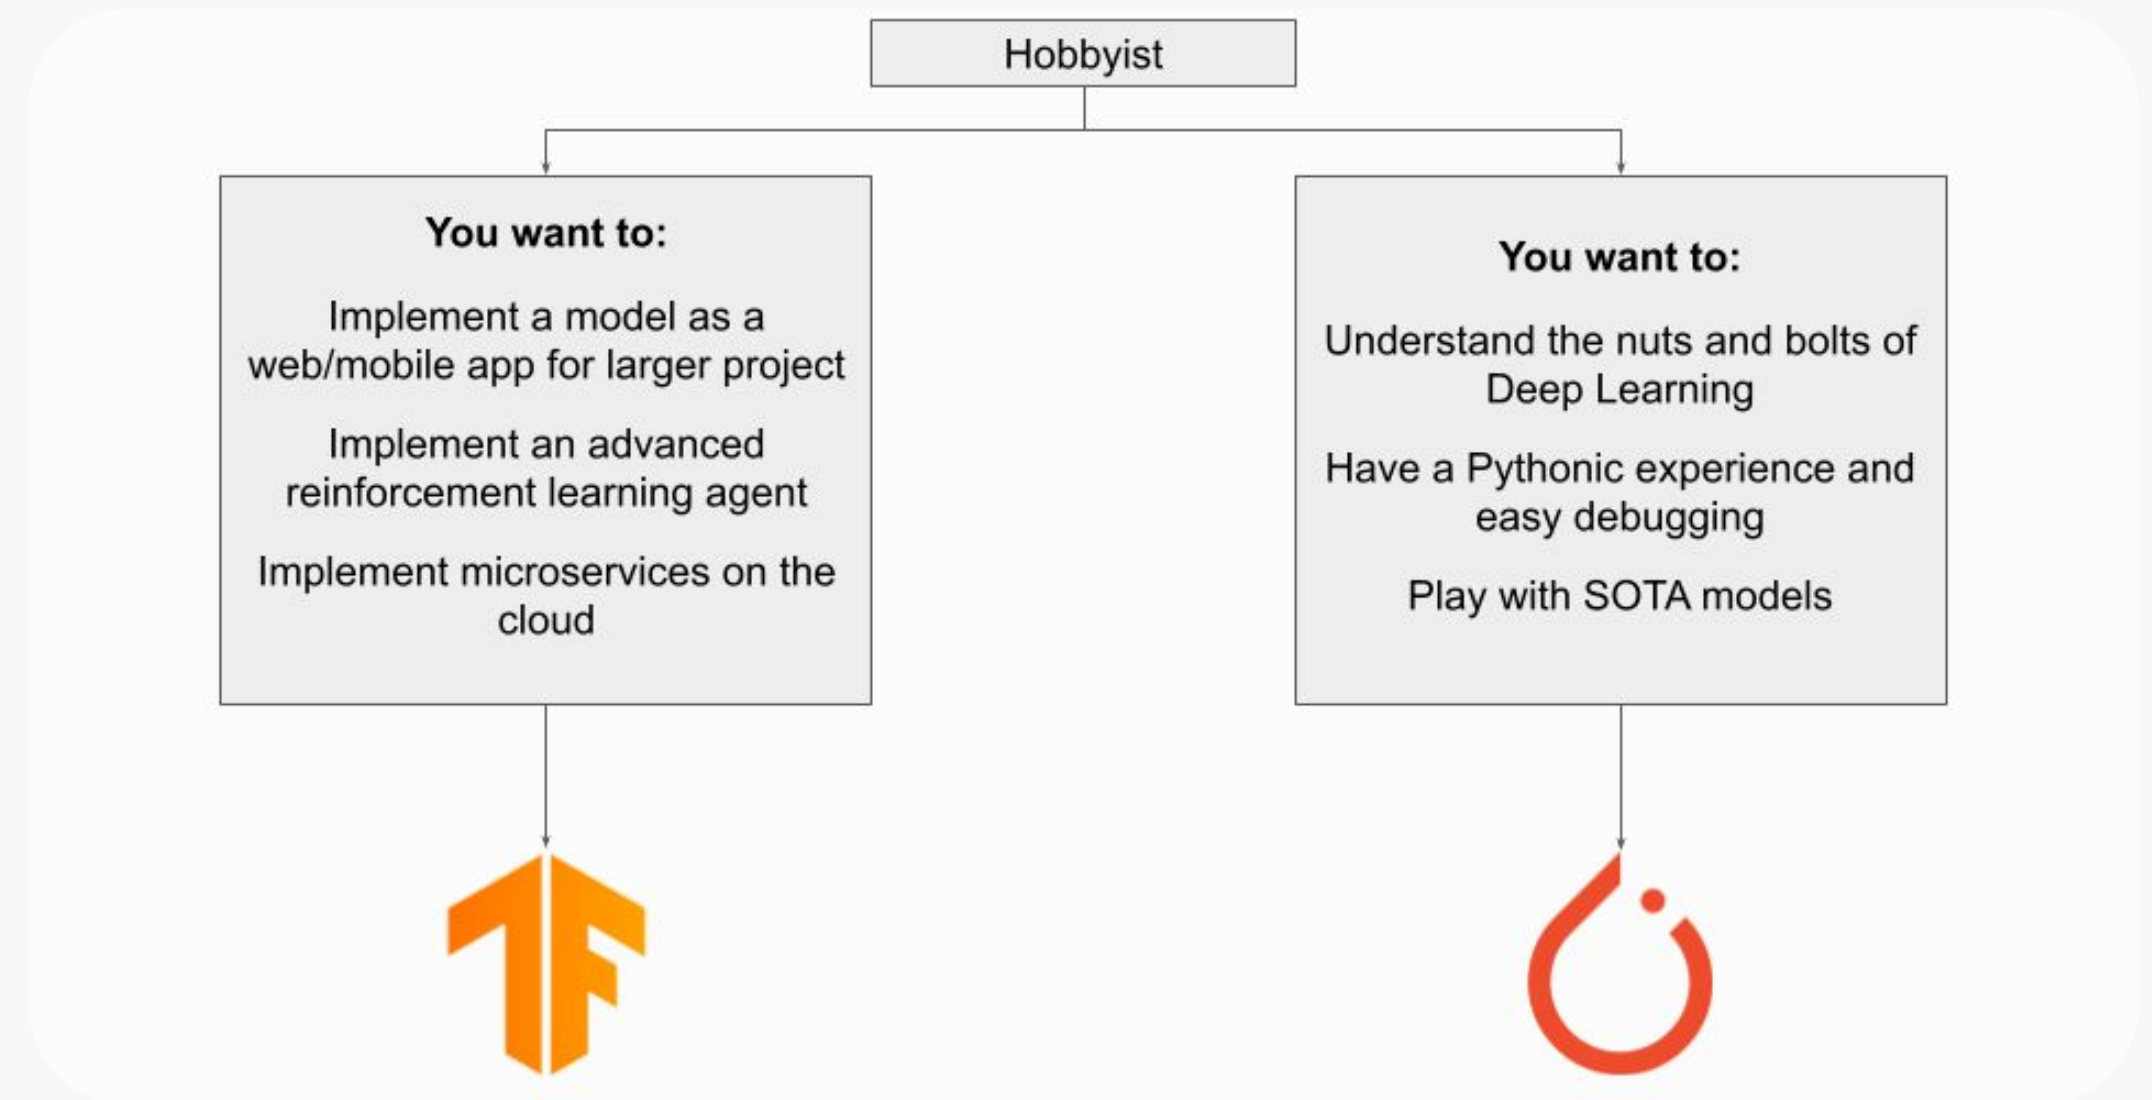 Hobbyist
You want to:
Implement a model as a
web/mobile app for larger project
Implement an advanced
reinforcement learning agent
Implement microservices on the
cloud
You want to:
Understand the nuts and bolts of
Deep Learning
Have a Pythonic experience and
easy debugging
Play with SOTA models